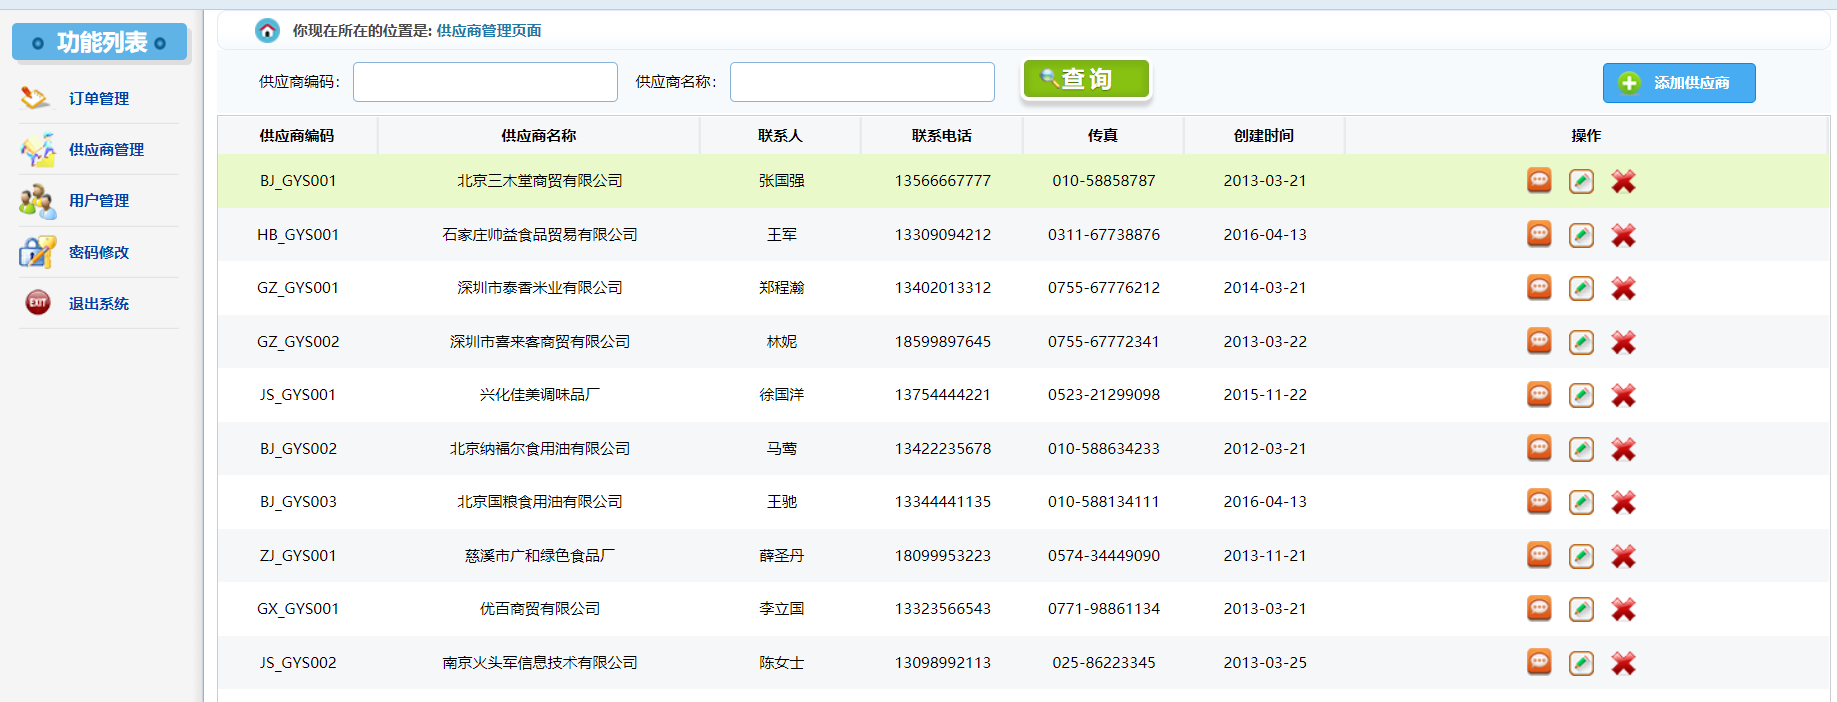 功能列表
订单管理
供应商管理
用户管理
密码修改
EXIT 退出系统
你现在所在的位置是: 供应商管理页面
供应商编码： 供应商名称： 查询 添加供应商
供应商编码 供应商名称 联系人 联系电话 传真 创建时间 操作
BJ_GYS001 北京三木堂商贸有限公司 张国强 13566667777 010-58858787 2013-03-21
HB_GYS001 石家庄帅益食品贸易有限公司 王军 13309094212 0311-67738876 2016-04-13
GZ_GYS001 深圳市泰香米业有限公司 郑程瀚 13402013312 0755-67776212 2014-03-21
GZ_GYS002 深圳市喜来客商贸有限公司 林妮 18599897645 0755-67772341 2013-03-22
JS_GYS001 兴化佳美调味品厂 徐国洋 13754444221 0523-21299098 2015-11-22
BJ_GYS002 北京纳福尔食用油有限公司 马莺 13422235678 010-588634233 2012-03-21
BJ_GYS003 北京国粮食用油有限公司 王驰 13344441135 010-588134111 2016-04-13
ZJ_GYS001 慈溪市广和绿色食品厂 薛圣丹 18099953223 0574-34449090 2013-11-21
GX_GYS001 优百商贸有限公司 李立国 13323566543 0771-98861134 2013-03-21
JS_GYS002 南京火头军信息技术有限公司 陈女士 13098992113 025-86223345 2013-03-25